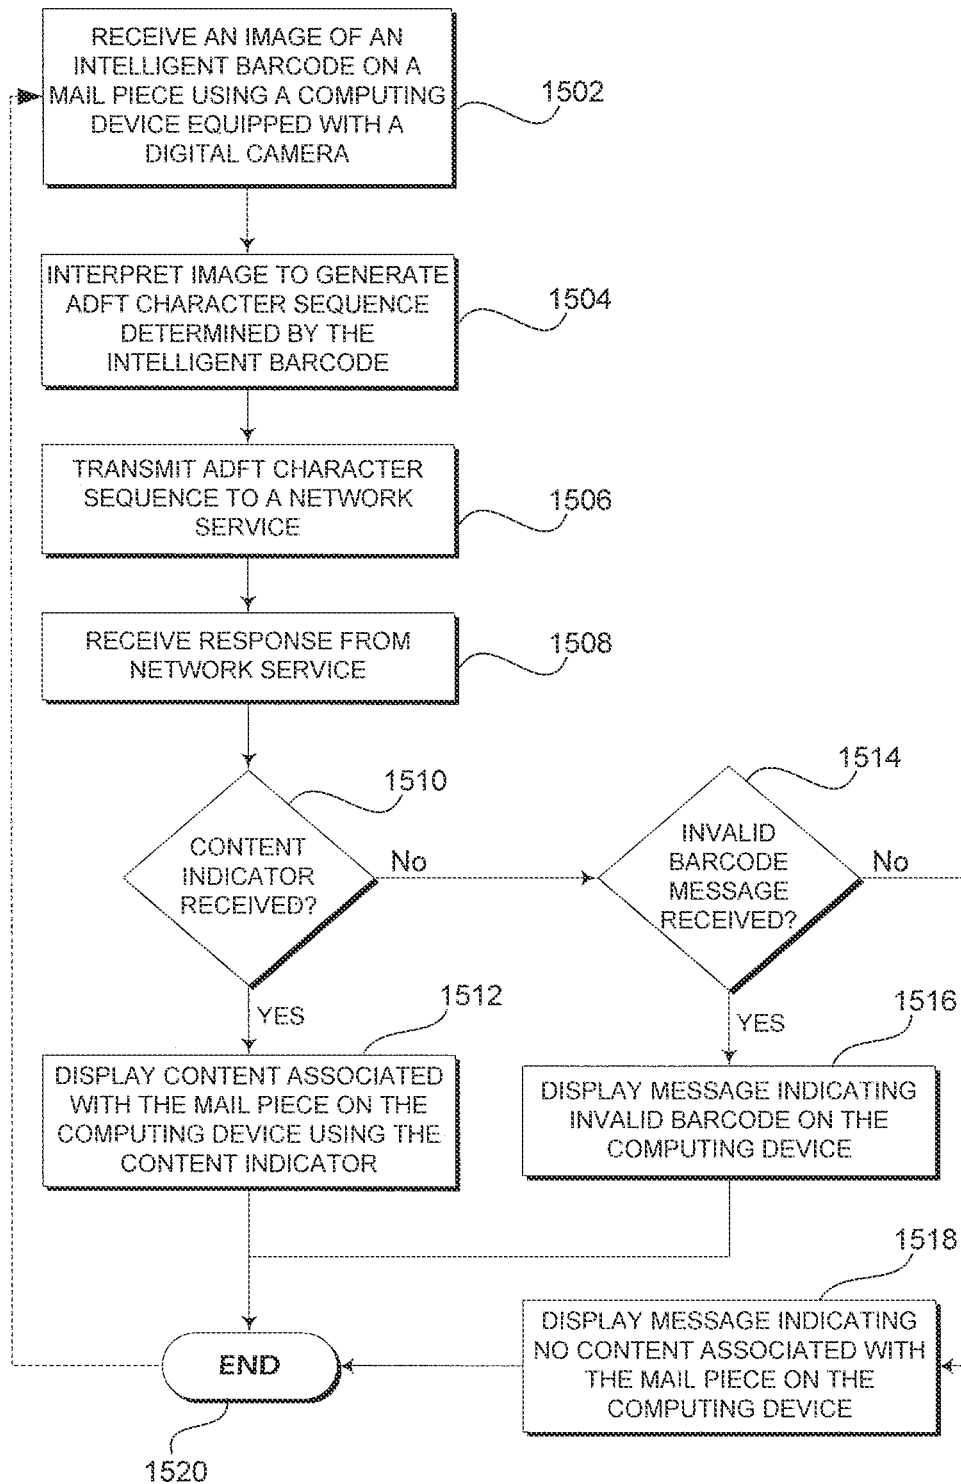 RECEIVE AN IMAGE OF AN
INTELLIGENT BARCODE ON A
MAIL PIECE USING A COMPUTING
DEVICE EQUIPPED WITH A
DIGITAL CAMERA
1502
INTERPRET IMAGE TO GENERATE
ADFT CHARACTER SEQUENCE
DETERMINED BY THE
INTELLIGENT BARCODE
1504
TRANSMIT ADFT CHARACTER
SEQUENCE TO A NETWORK
SERVICE
1506
RECEIVE RESPONSE FROM
NETWORK SERVICE
1508
1510
CONTENT
INDICATOR
RECEIVED?
No
1514
INVALID
BARCODE
MESSAGE
RECEIVED?
No
YES
1512
DISPLAY CONTENT ASSOCIATED
WITH THE MAIL PIECE ON THE
COMPUTING DEVICE USING THE
CONTENT INDICATOR
YES
1516
DISPLAY MESSAGE INDICATING
INVALID BARCODE ON THE
COMPUTING DEVICE
1518
DISPLAY MESSAGE INDICATING
NO CONTENT ASSOCIATED WITH
THE MAIL PIECE ON THE
COMPUTING DEVICE
END
1520